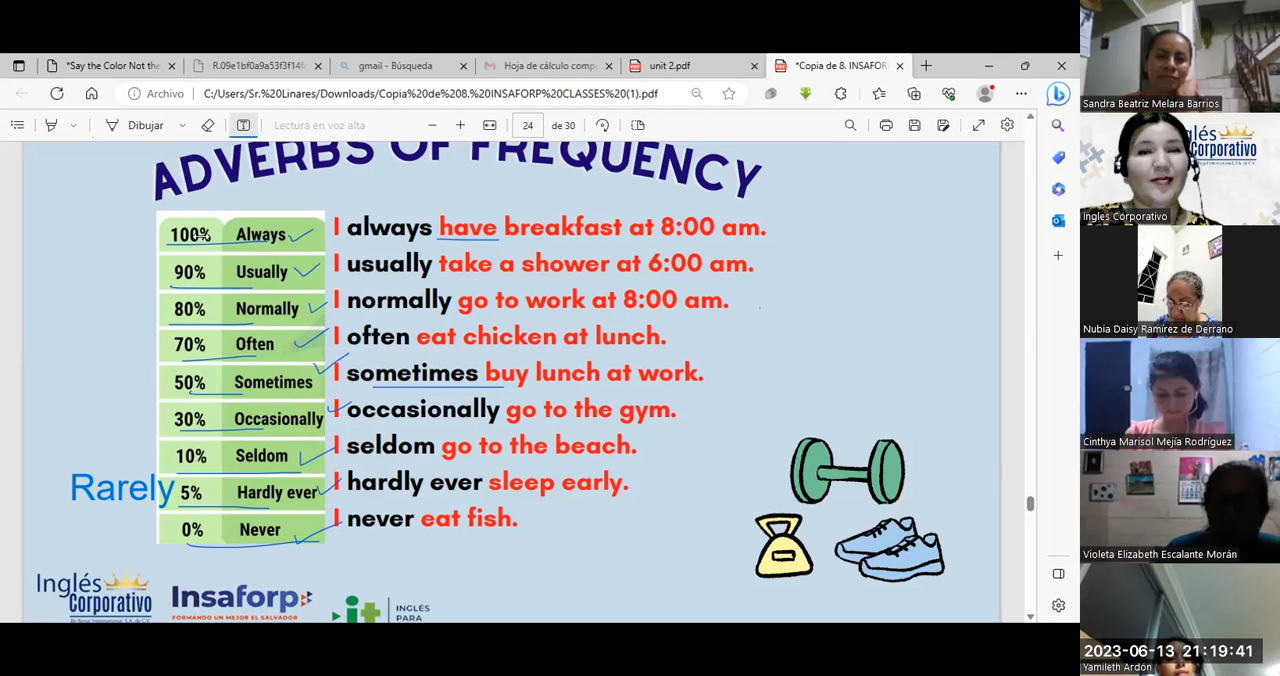 *Say the Color Not the
R.09e1bf0a9a53f3f14f
gmail - Búsqueda
Hoja de cálculo comp
unit 2.pdf
*Copia de 8. INSAFOR
Archivo
C:/Users/Sr.%20Linares/Downloads/Copia%20de%208.%20INSAFORP%20CLASSES%20(1).pdf
Dibujar
Lectura en voz alta
24
de 30
ADVERBS OF FREQUENCY
100% Always I always have breakfast at 8:00 am.
90% Usually I usually take a shower at 6:00 am.
80% Normally I normally go to work at 8:00 am.
70% Often I often eat chicken at lunch.
50% Sometimes I sometimes buy lunch at work.
30% Occasionally I occasionally go to the gym.
10% Seldom I seldom go to the beach.
Rarely 5% Hardly ever I hardly ever sleep early.
0% Never I never eat fish.
Inglés
Corporativo
Insaforp
FORMANDO UN MEJOR EL SALVADOR
it
INGLÉS
PARA
Sandra Beatriz Melara Barrios
glés
Corporativo
Ingles Corporativo
Nubia Daisy Ramírez de Derrano
Cinthya Marisol Mejía Rodríguez
Violeta Elizabeth Escalante Morán
2023-06-13 21:19:41
Yamileth Ardón